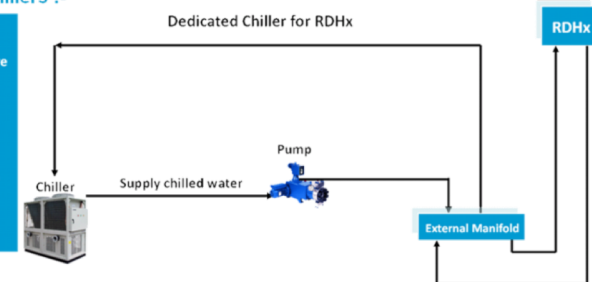 Dedicated Chiller for RDHx
RDHx
Pump
Chiller
Supply chilled water
External Manifold